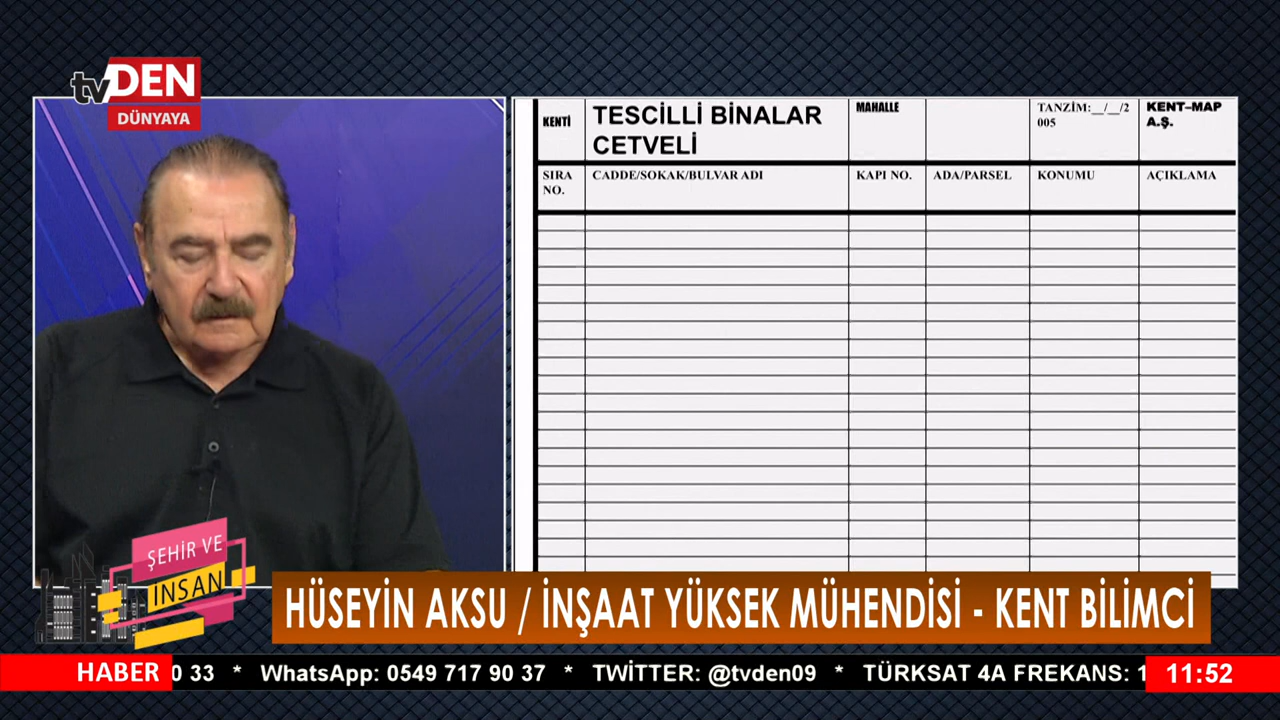 tvDEN
DÜNYAYA
KENTİ
TESCİLLİ BİNALAR
CETVELİ
MAHALLE
TANZİM:__/__/2
005
KENT–MAP
A.Ş.
SIRA
NO.
CADDE/SOKAK/BULVAR ADI
KAPI NO.
ADA/PARSEL
KONUMU
AÇIKLAMA
ŞEHİR VE
İNSAN
HÜSEYİN AKSU / İNŞAAT YÜKSEK MÜHENDİSİ - KENT BİLİMCİ
HABER
0 33 * WhatsApp: 0549 717 90 37 * TWİTTER: @tvden09 * TÜRKSAT 4A FREKANS: 1
11:52